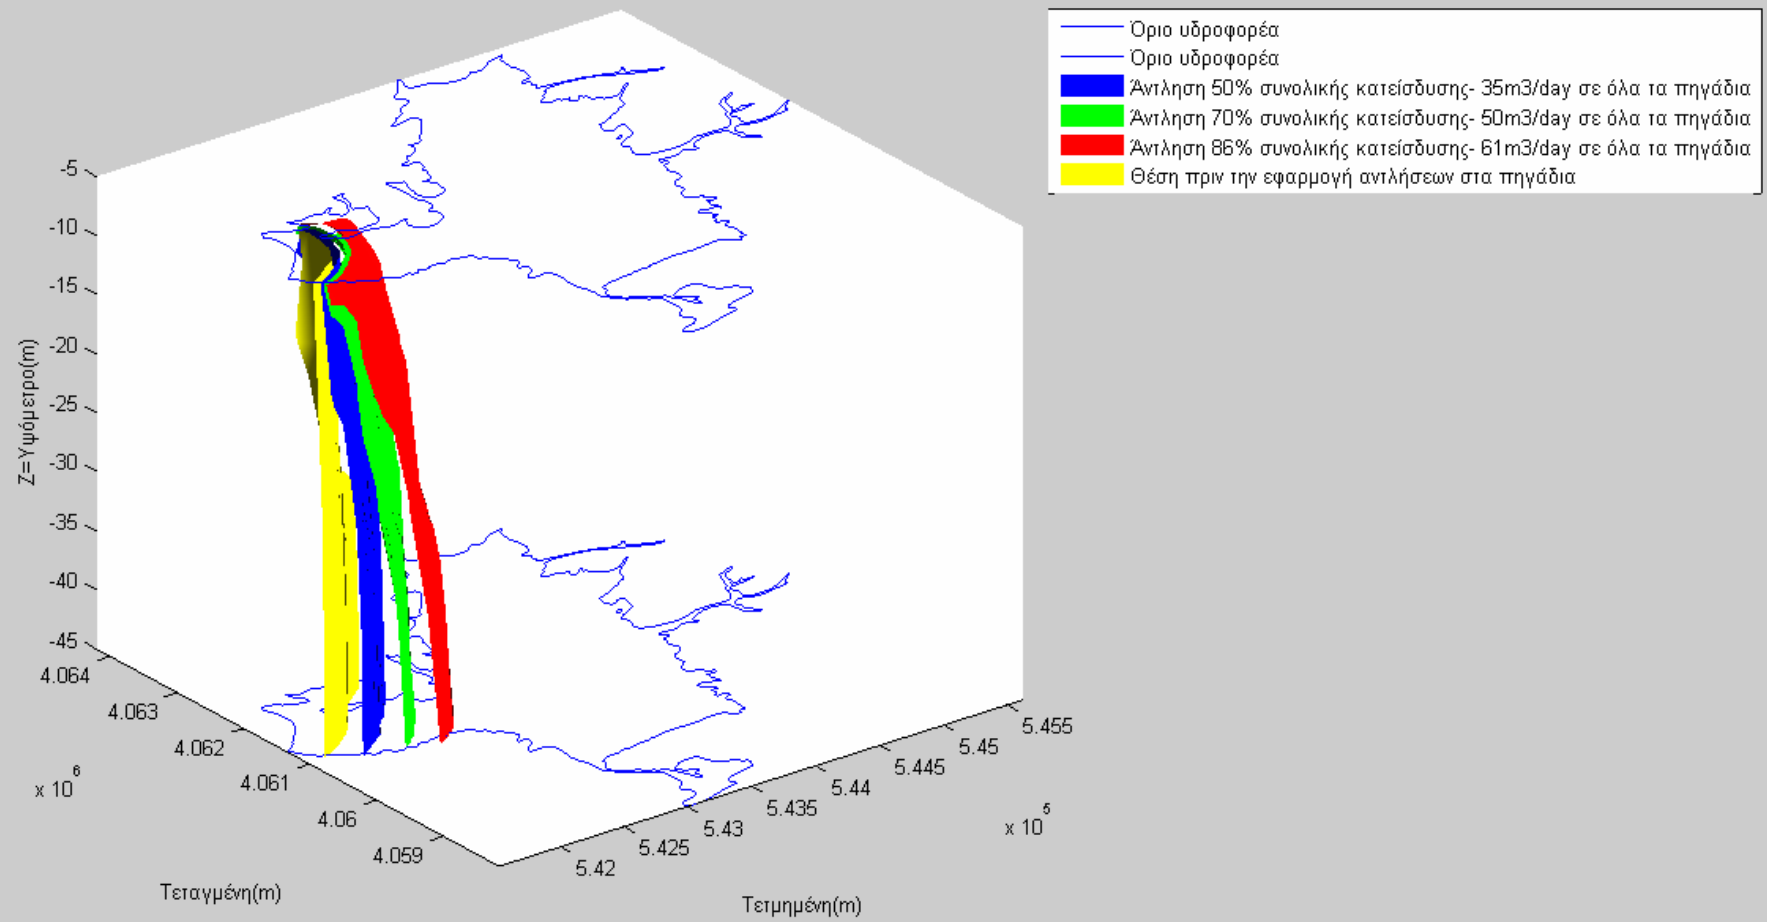 Όριο υδροφορέα
Όριο υδροφορέα
Άντληση 50% συνολικής κατείσδυσης- 35m3/day σε όλα τα πηγάδια
Άντληση 70% συνολικής κατείσδυσης- 50m3/day σε όλα τα πηγάδια
Άντληση 86% συνολικής κατείσδυσης- 61m3/day σε όλα τα πηγάδια
Θέση πριν την εφαρμογή αντλήσεων στα πηγάδια
-5
-10
-15
-20
-25
-30
-35
-40
-45
Z=Υψόμετρο(m)
4.064
4.063
4.062
4.061
4.06
4.059
x 10^6
Τεταγμένη(m)
5.42
5.425
5.43
5.435
5.44
5.445
5.45
5.455
x 10^5
Τετμημένη(m)